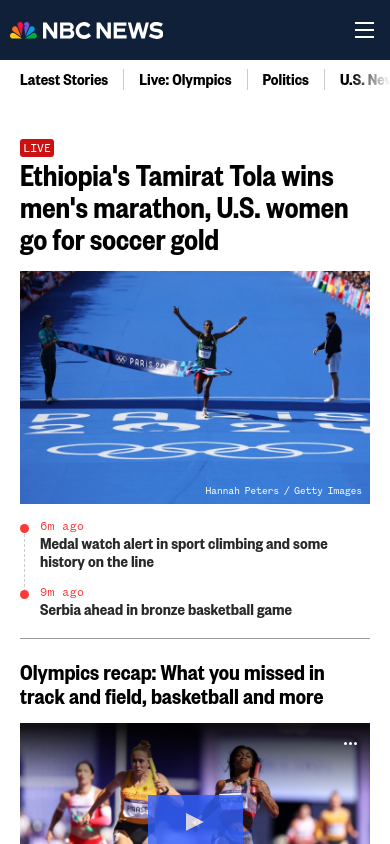 NBC NEWS
Latest Stories
Live: Olympics
Politics
U.S. New
LIVE
Ethiopia's Tamirat Tola wins
men's marathon, U.S. women
go for soccer gold
PARIS 2024
PARIS
2024
Hannah Peters / Getty Images
6m ago
Medal watch alert in sport climbing and some
history on the line
9m ago
Serbia ahead in bronze basketball game
Olympics recap: What you missed in
track and field, basketball and more